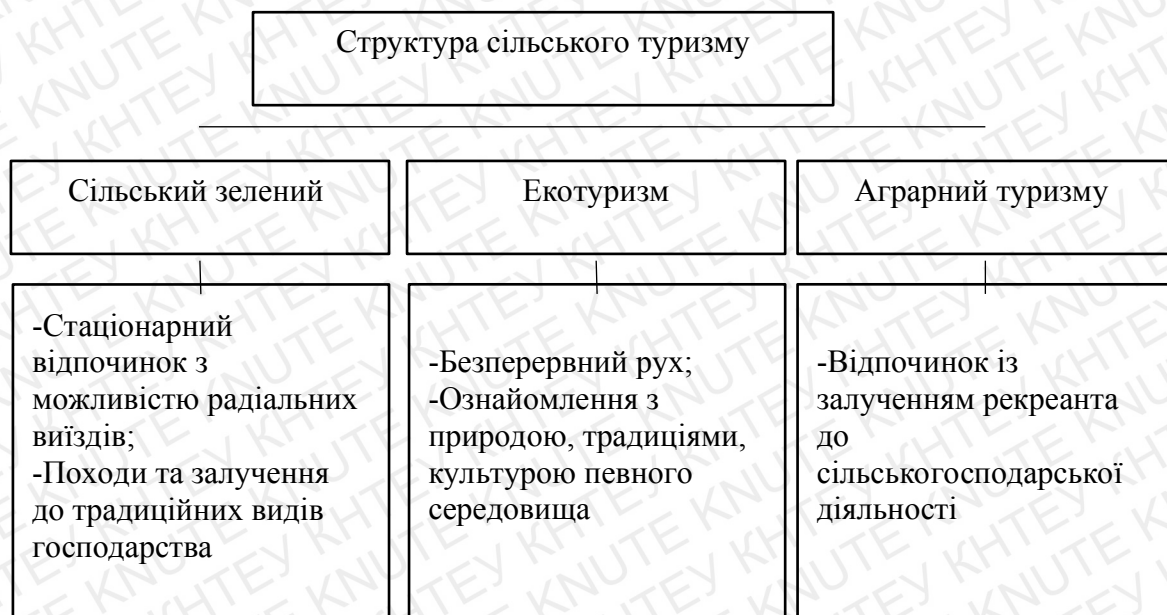 Структура сільського туризму
Сільський зелений
Екотуризм
Аграрний туризму
-Стаціонарний
відпочинок з
можливістю радіальних
виїздів;
-Походи та залучення
до традиційних видів
господарства
-Безперервний рух;
-Ознайомлення з
природою, традиціями,
культурою певного
середовища
-Відпочинок із
залученням рекреанта
до
сільськогосподарської
діяльності